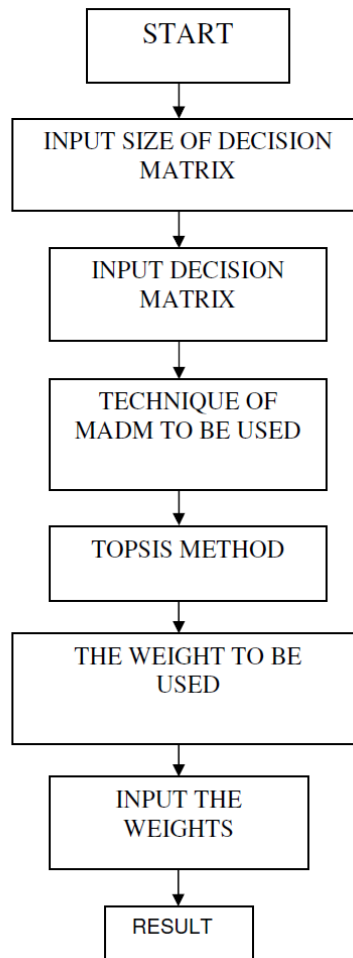 START
INPUT SIZE OF DECISION
MATRIX
INPUT DECISION
MATRIX
TECHNIQUE OF
MADM TO BE USED
TOPSIS METHOD
THE WEIGHT TO BE
USED
INPUT THE
WEIGHTS
RESULT